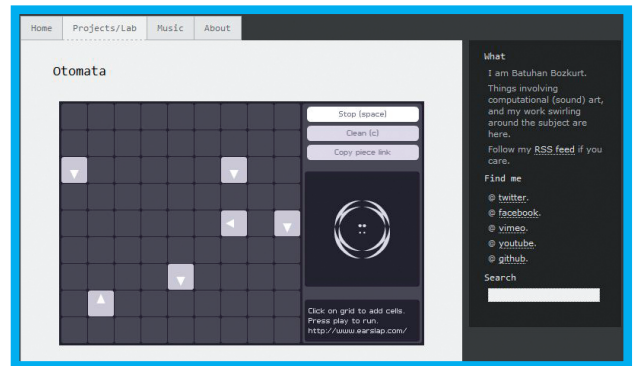 Home Projects/Lab Music About
Otomata
Stop (space)
Clean (c)
Copy piece link
Click on grid to add cells.
Press play to run.
http://www.earslap.com/
What
I am Batuhan Bozkurt.
Things involving
computational (sound) art,
and my work swirling
around the subject are
here.
Follow my RSS feed if you
care.
Find me
@ twitter.
@ facebook.
@ vimeo.
@ youtube.
@ github.
Search